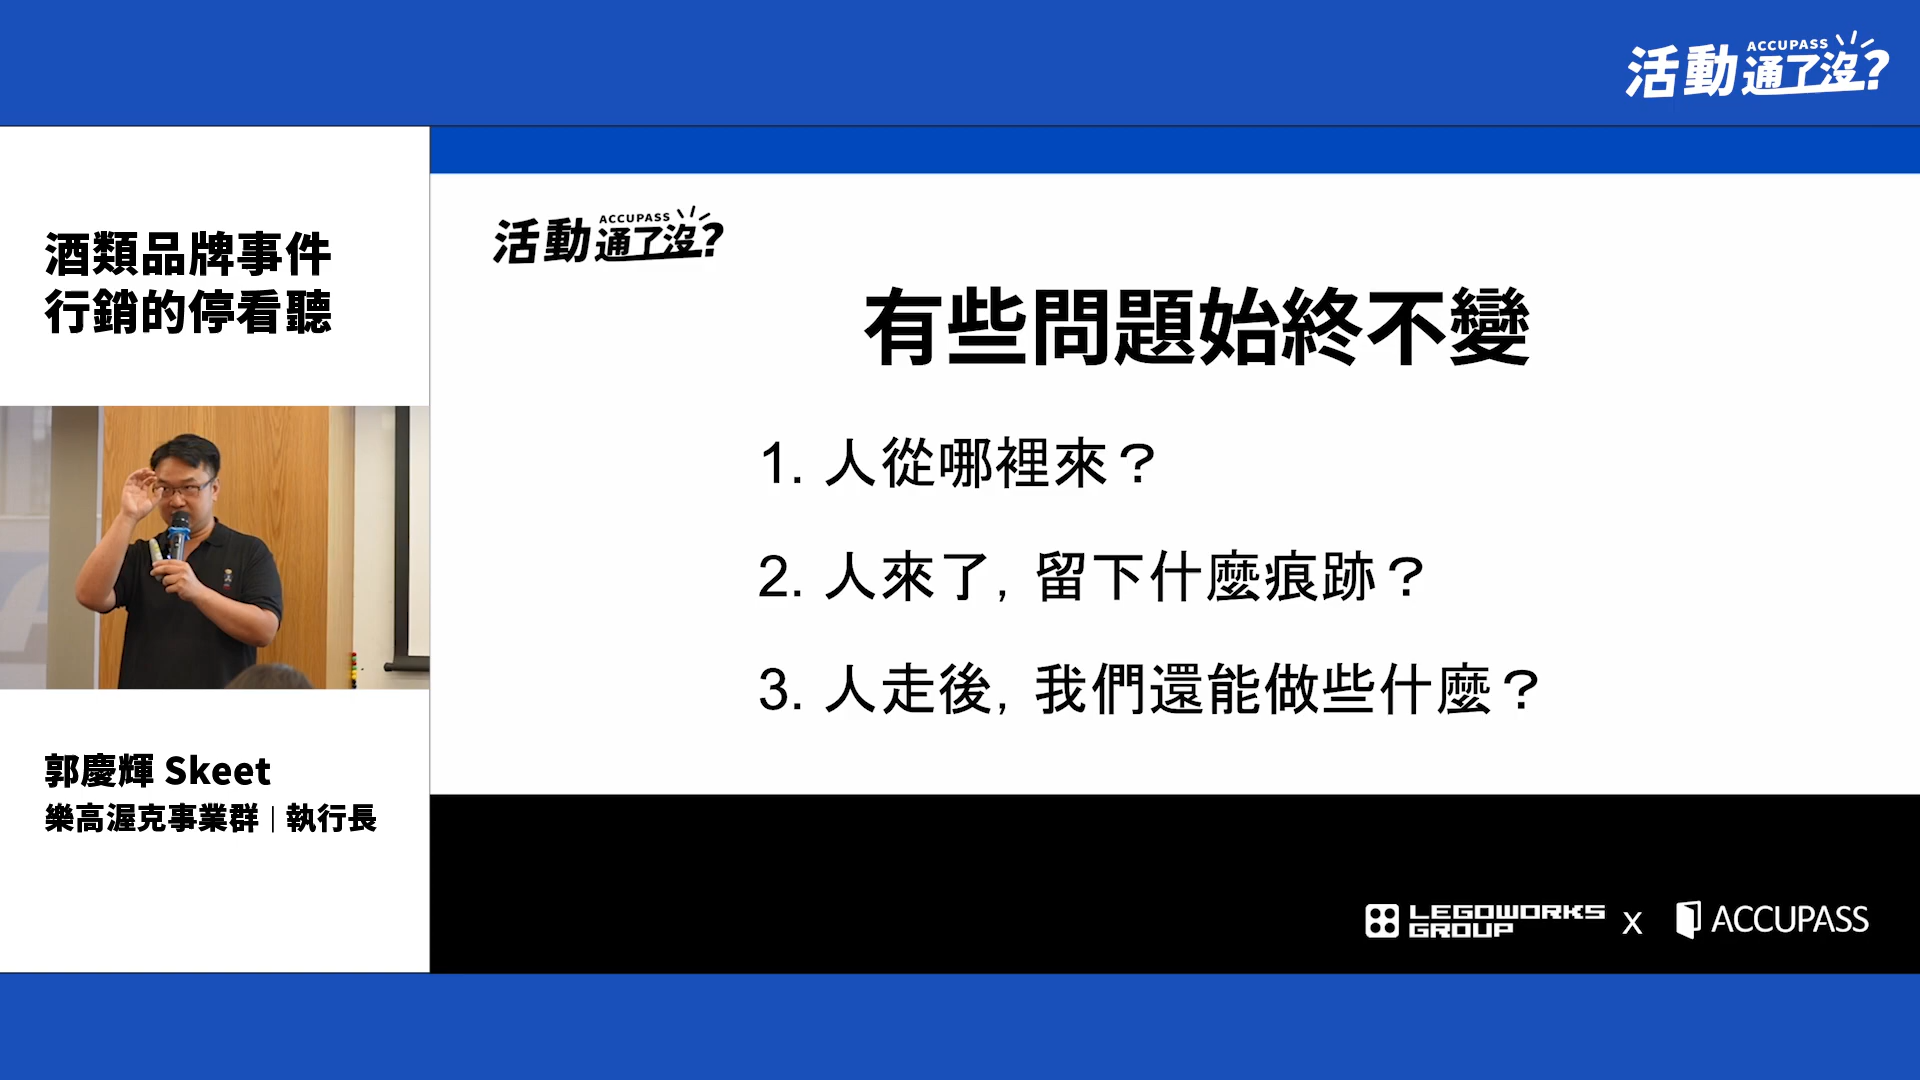 活動通了沒?
ACCUPASS
酒類品牌事件
行銷的停看聽
郭慶輝 Skeet
樂高渥克事業群|執行長
活動通了沒?
ACCUPASS
有些問題始終不變
1. 人從哪裡來？
2. 人來了, 留下什麼痕跡？
3. 人走後, 我們還能做些什麼？
LEGOWORKS
GROUP
X
ACCUPASS